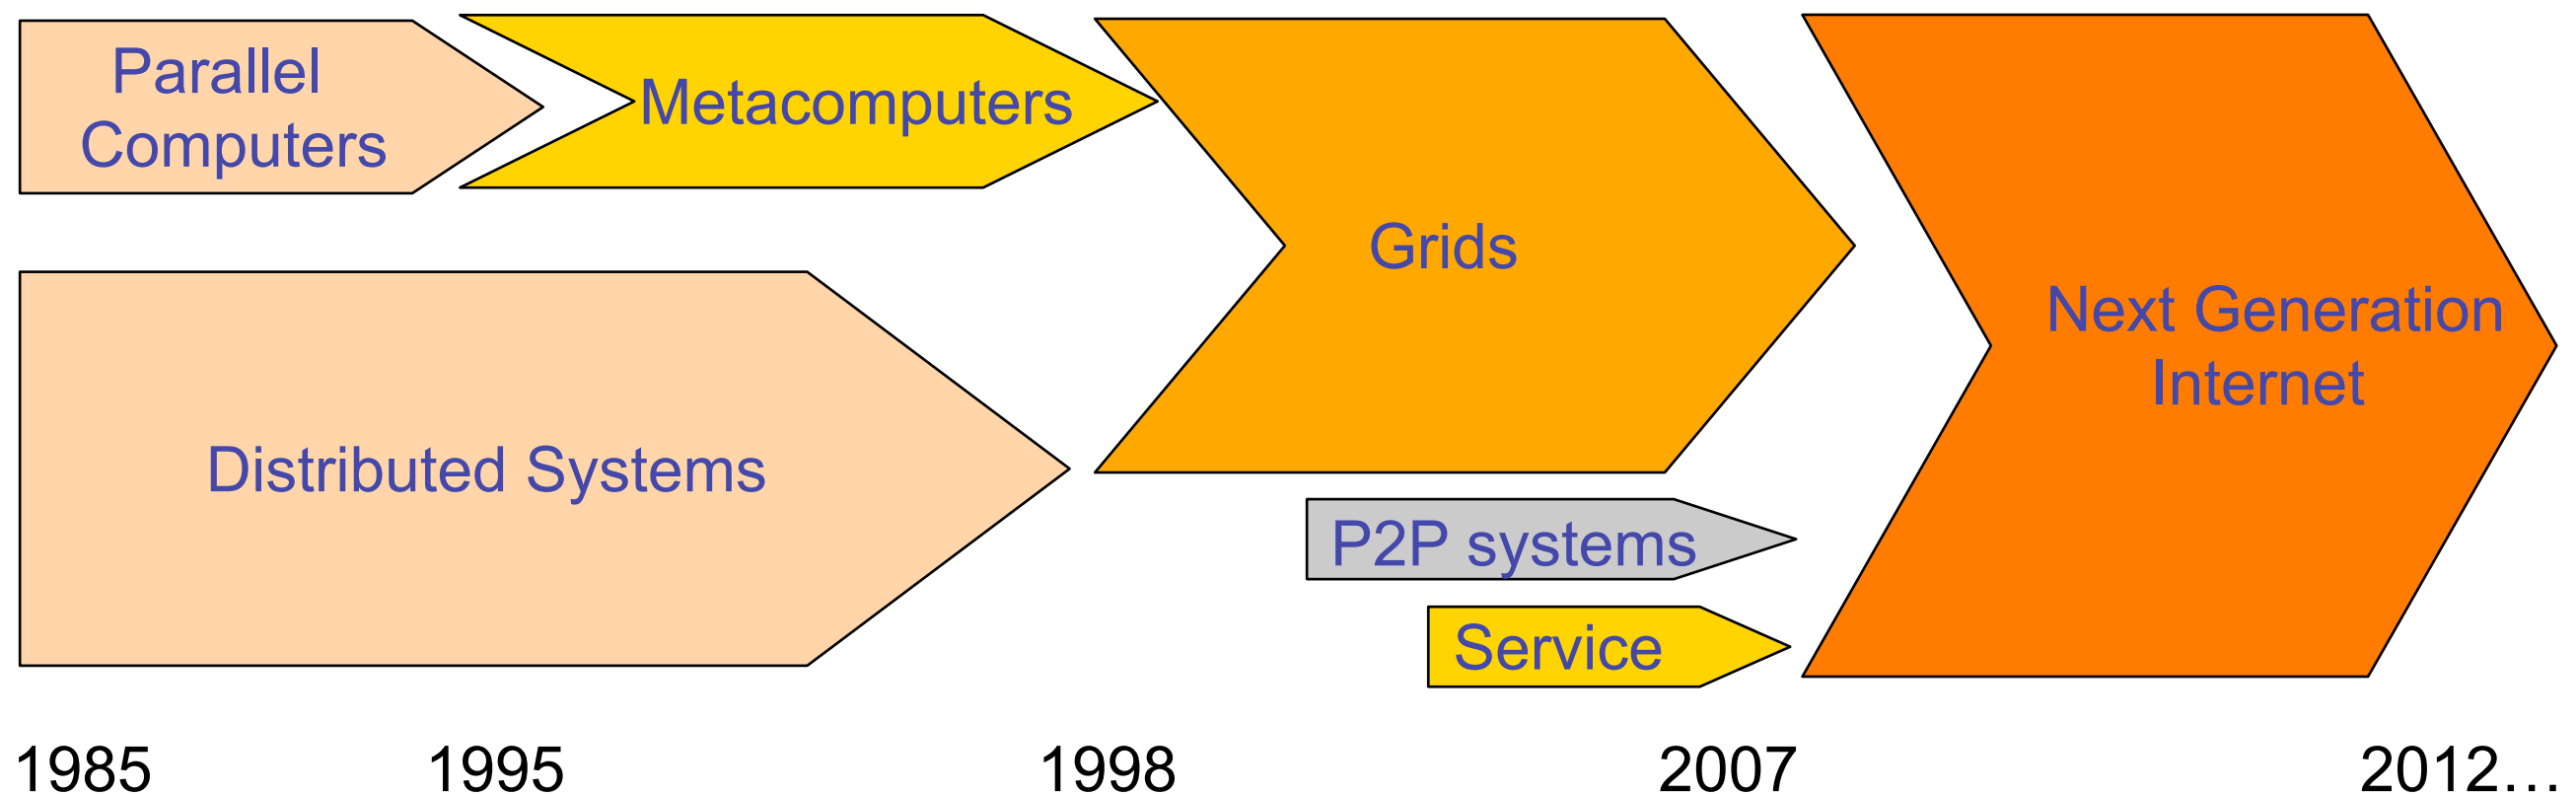 Parallel
Computers
Metacomputers
Grids
Next Generation
Internet
Distributed Systems
P2P systems
Service
1985
1995
1998
2007
2012…